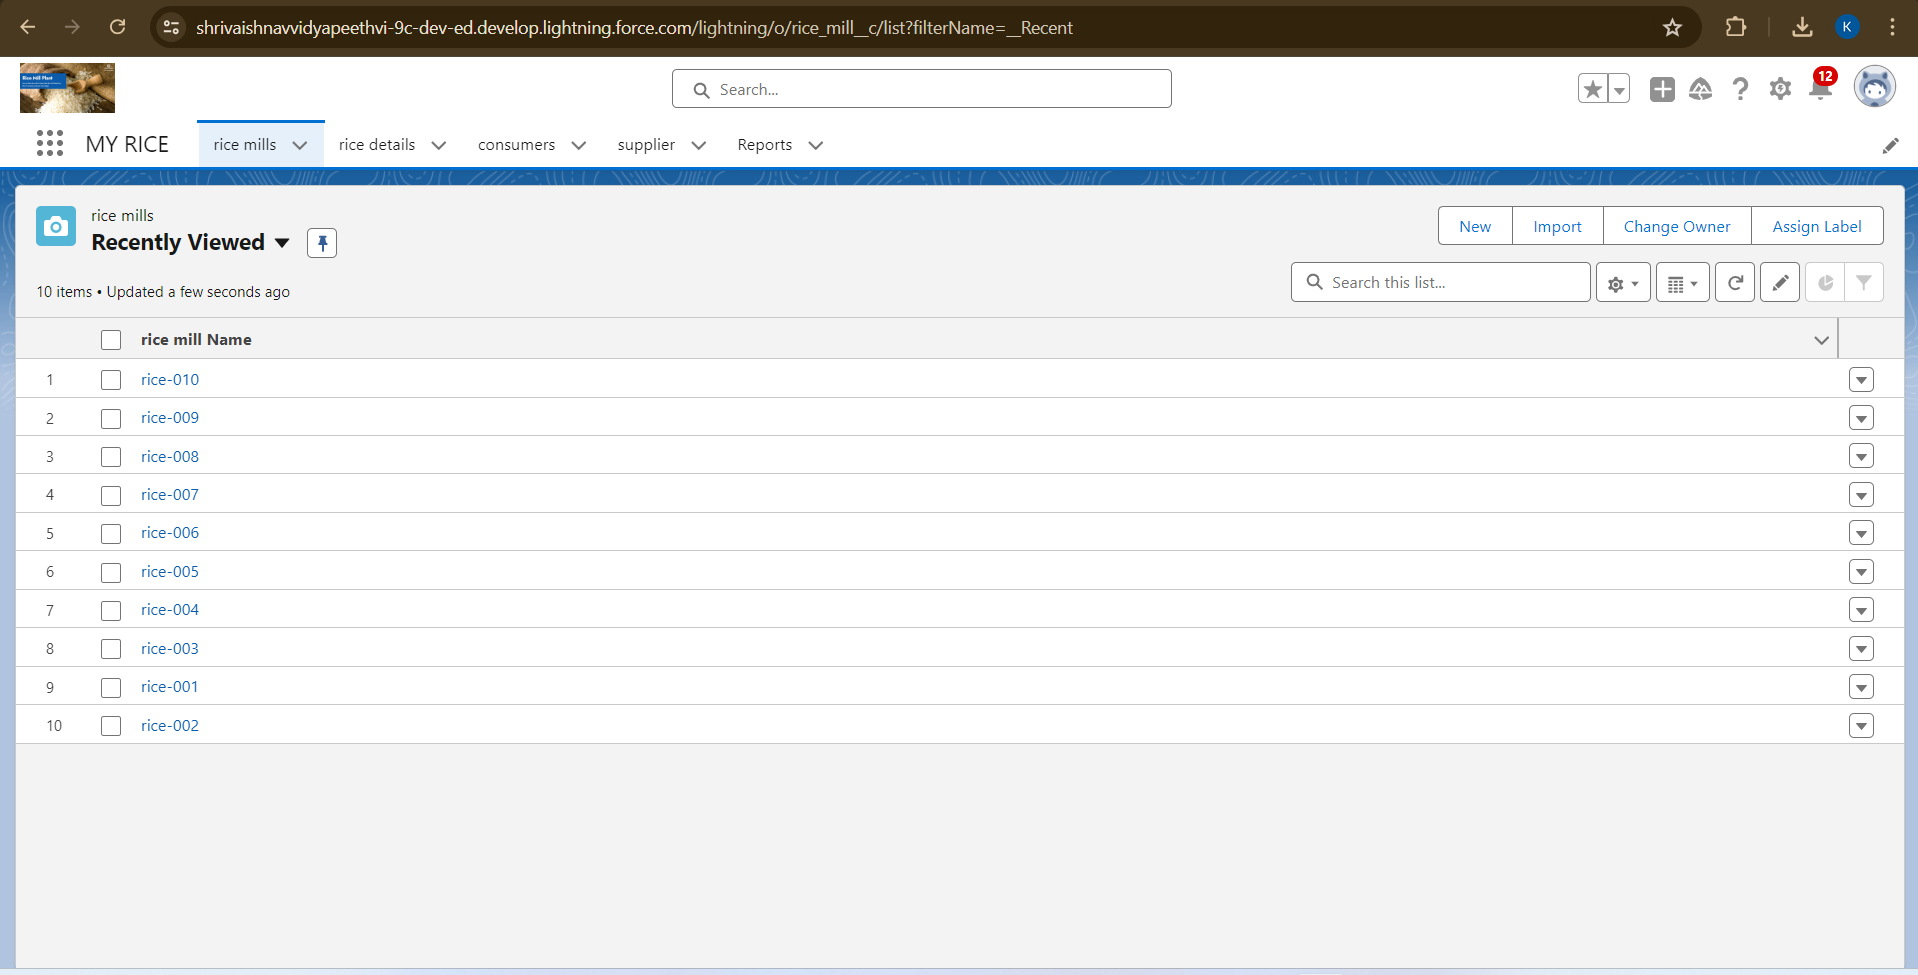 shrivaishnavvidyapeethvi-9c-dev-ed.develop.lightning.force.com/lightning/o/rice_mill__c/list?filterName=__Recent
K
Rice Mill Plant
Search...
12
MY RICE
rice mills
rice details
consumers
supplier
Reports
rice mills
Recently Viewed
New
Import
Change Owner
Assign Label
10 items • Updated a few seconds ago
Search this list...
rice mill Name
1 rice-010
2 rice-009
3 rice-008
4 rice-007
5 rice-006
6 rice-005
7 rice-004
8 rice-003
9 rice-001
10 rice-002